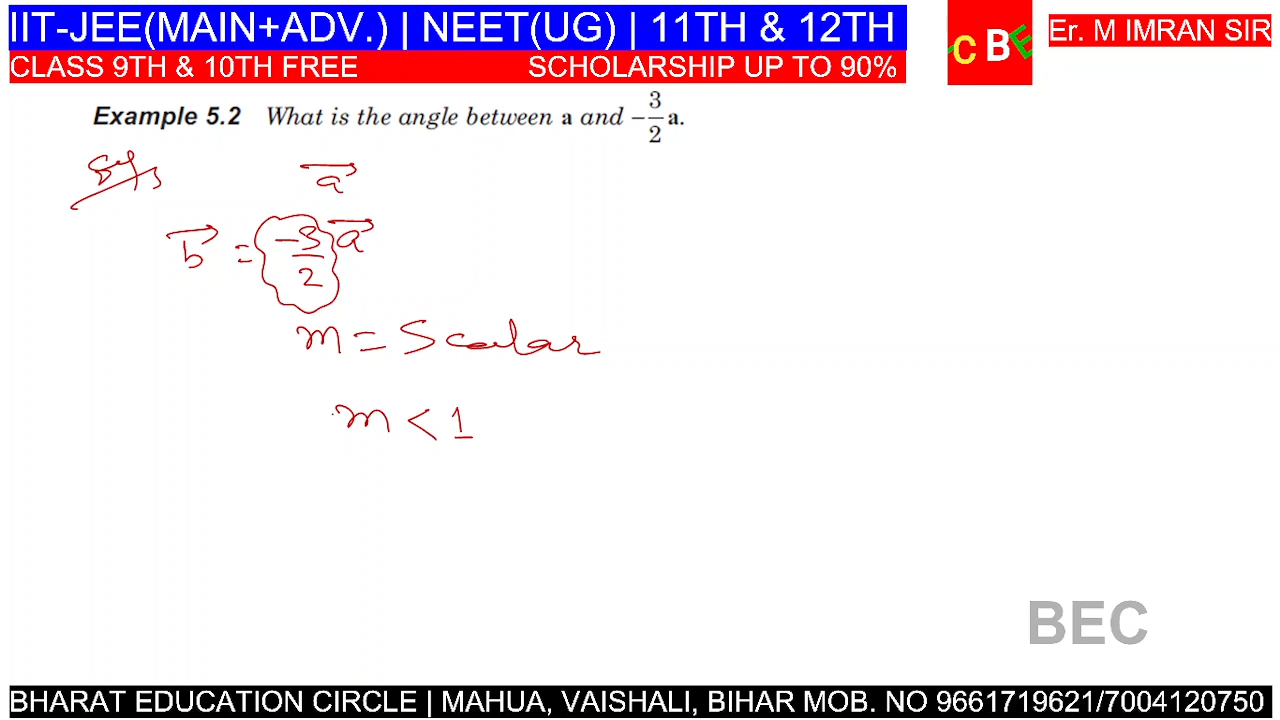 IIT-JEE(MAIN+ADV.) | NEET(UG) | 11TH & 12TH
CLASS 9TH & 10TH FREE SCHOLARSHIP UP TO 90%
CBE
Er. M IMRAN SIR
Example 5.2 What is the angle between a and −3/2 a.
Sol,
a⃗
b⃗ = −3/2 a⃗
m = Scalar
m < 1
BEC
BHARAT EDUCATION CIRCLE | MAHUA, VAISHALI, BIHAR MOB. NO 9661719621/7004120750